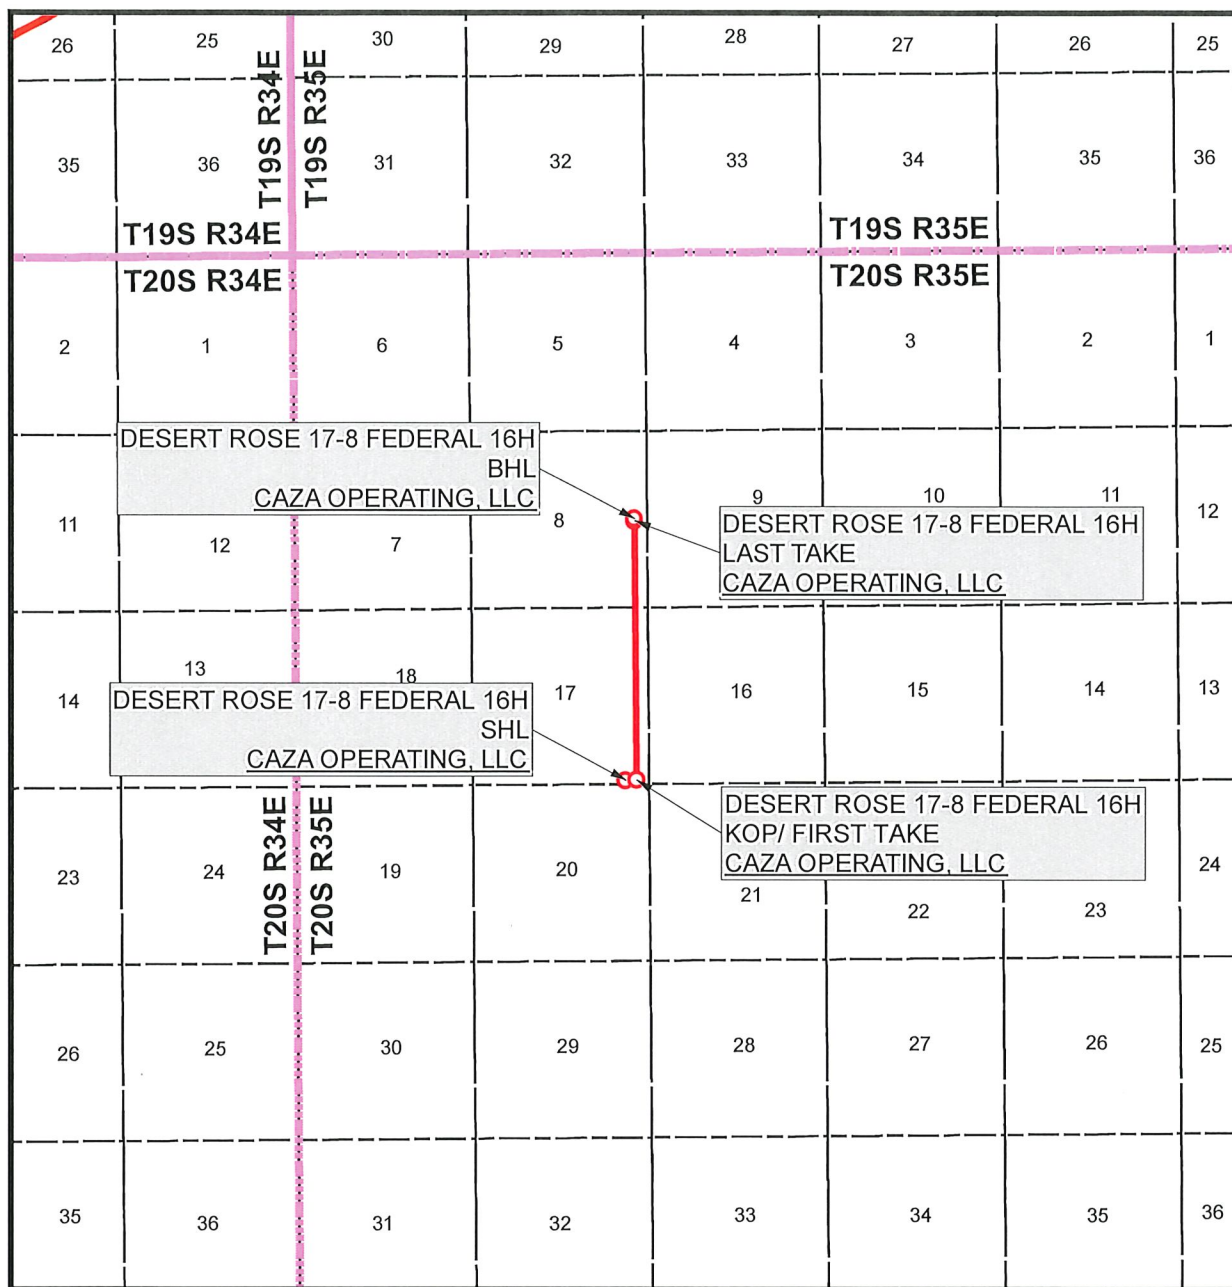 26 25 30 29 28 27 26 25
T19S R34E
T19S R35E
35 36 31 32 33 34 35 36
T19S R34E
T19S R35E
T20S R34E
T20S R35E
2 1 6 5 4 3 2 1
DESERT ROSE 17-8 FEDERAL 16H
BHL
CAZA OPERATING, LLC
11 12 7 8 9 10 11 12
DESERT ROSE 17-8 FEDERAL 16H
LAST TAKE
CAZA OPERATING, LLC
14 13 18 17 16 15 14 13
DESERT ROSE 17-8 FEDERAL 16H
SHL
CAZA OPERATING, LLC
DESERT ROSE 17-8 FEDERAL 16H
KOP/ FIRST TAKE
CAZA OPERATING, LLC
T20S R34E
T20S R35E
23 24 19 20 21 22 23 24
26 25 30 29 28 27 26 25
35 36 31 32 33 34 35 36